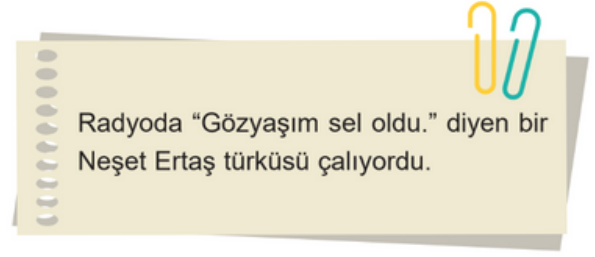 Radyoda “Gözyaşım sel oldu.” diyen bir
Neşet Ertaş türküsü çalıyordu.